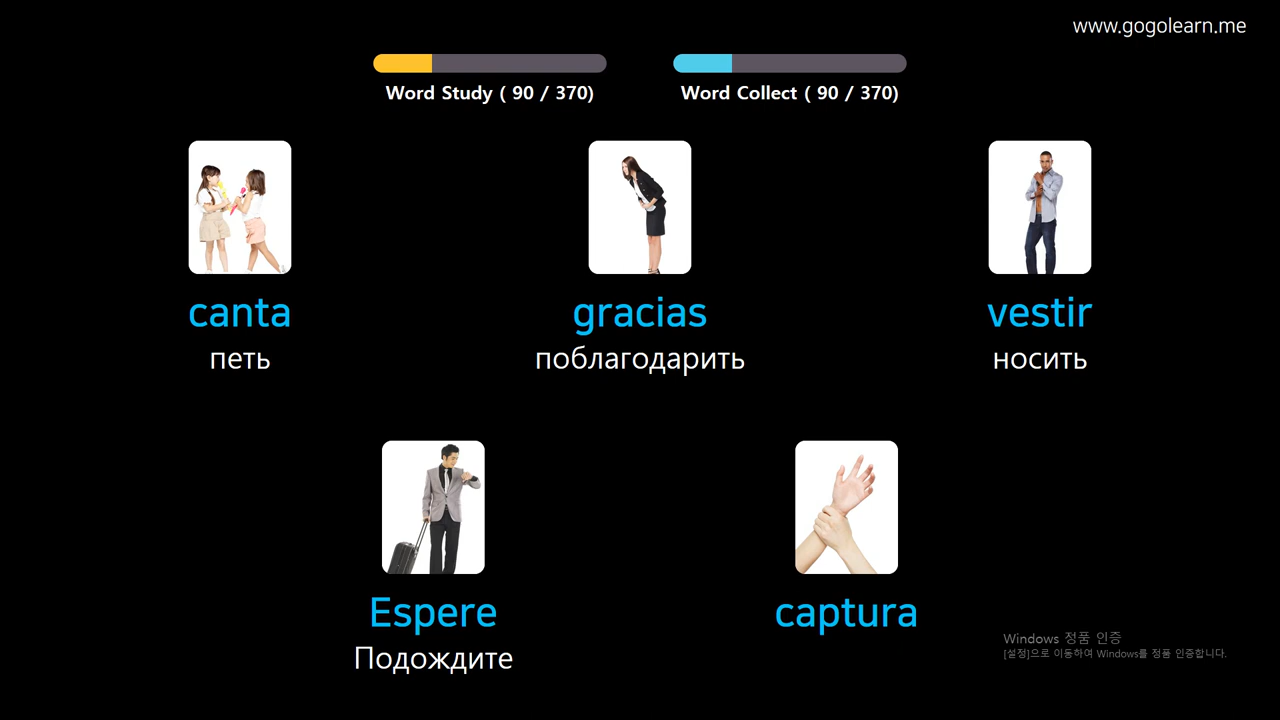 www.gogolearn.me
Word Study ( 90 / 370)
Word Collect ( 90 / 370)
canta
gracias
vestir
петь
поблагодарить
носить
Espere
captura
Подождите
Windows 정품 인증
[설정]으로 이동하여 Windows를 정품 인증합니다.